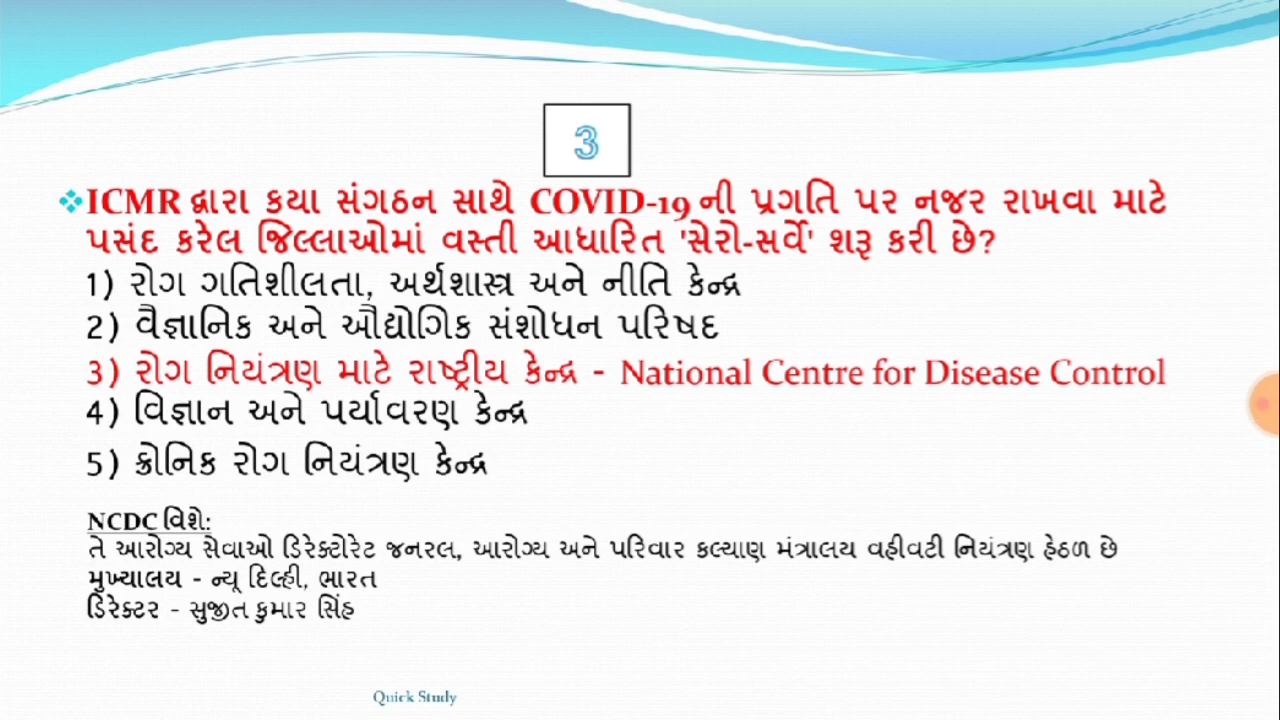 3
ICMR દ્વારા કયા સંગઠન સાથે COVID-19 ની પ્રગતિ પર નજર રાખવા માટે
પસંદ કરેલ જિલ્લાઓમાં વસ્તી આધારિત 'સેરો-સર્વે' શરૂ કરી છે?
1) રોગ ગતિશીલતા, અર્થશાસ્ત્ર અને નીતિ કેન્દ્ર
2) વૈજ્ઞાનિક અને ઔદ્યોગિક સંશોધન પરિષદ
3) રોગ નિયંત્રણ માટે રાષ્ટ્રીય કેન્દ્ર - National Centre for Disease Control
4) વિજ્ઞાન અને પર્યાવરણ કેન્દ્ર
5) ક્રોનિક રોગ નિયંત્રણ કેન્દ્ર
NCDC વિશે:
તે આરોગ્ય સેવાઓ ડિરેક્ટોરેટ જનરલ, આરોગ્ય અને પરિવાર કલ્યાણ મંત્રાલય વહીવટી નિયંત્રણ હેઠળ છે
મુખ્યાલય - ન્યૂ દિલ્હી, ભારત
ડિરેક્ટર - સુજીત કુમાર સિંહ
Quick Study